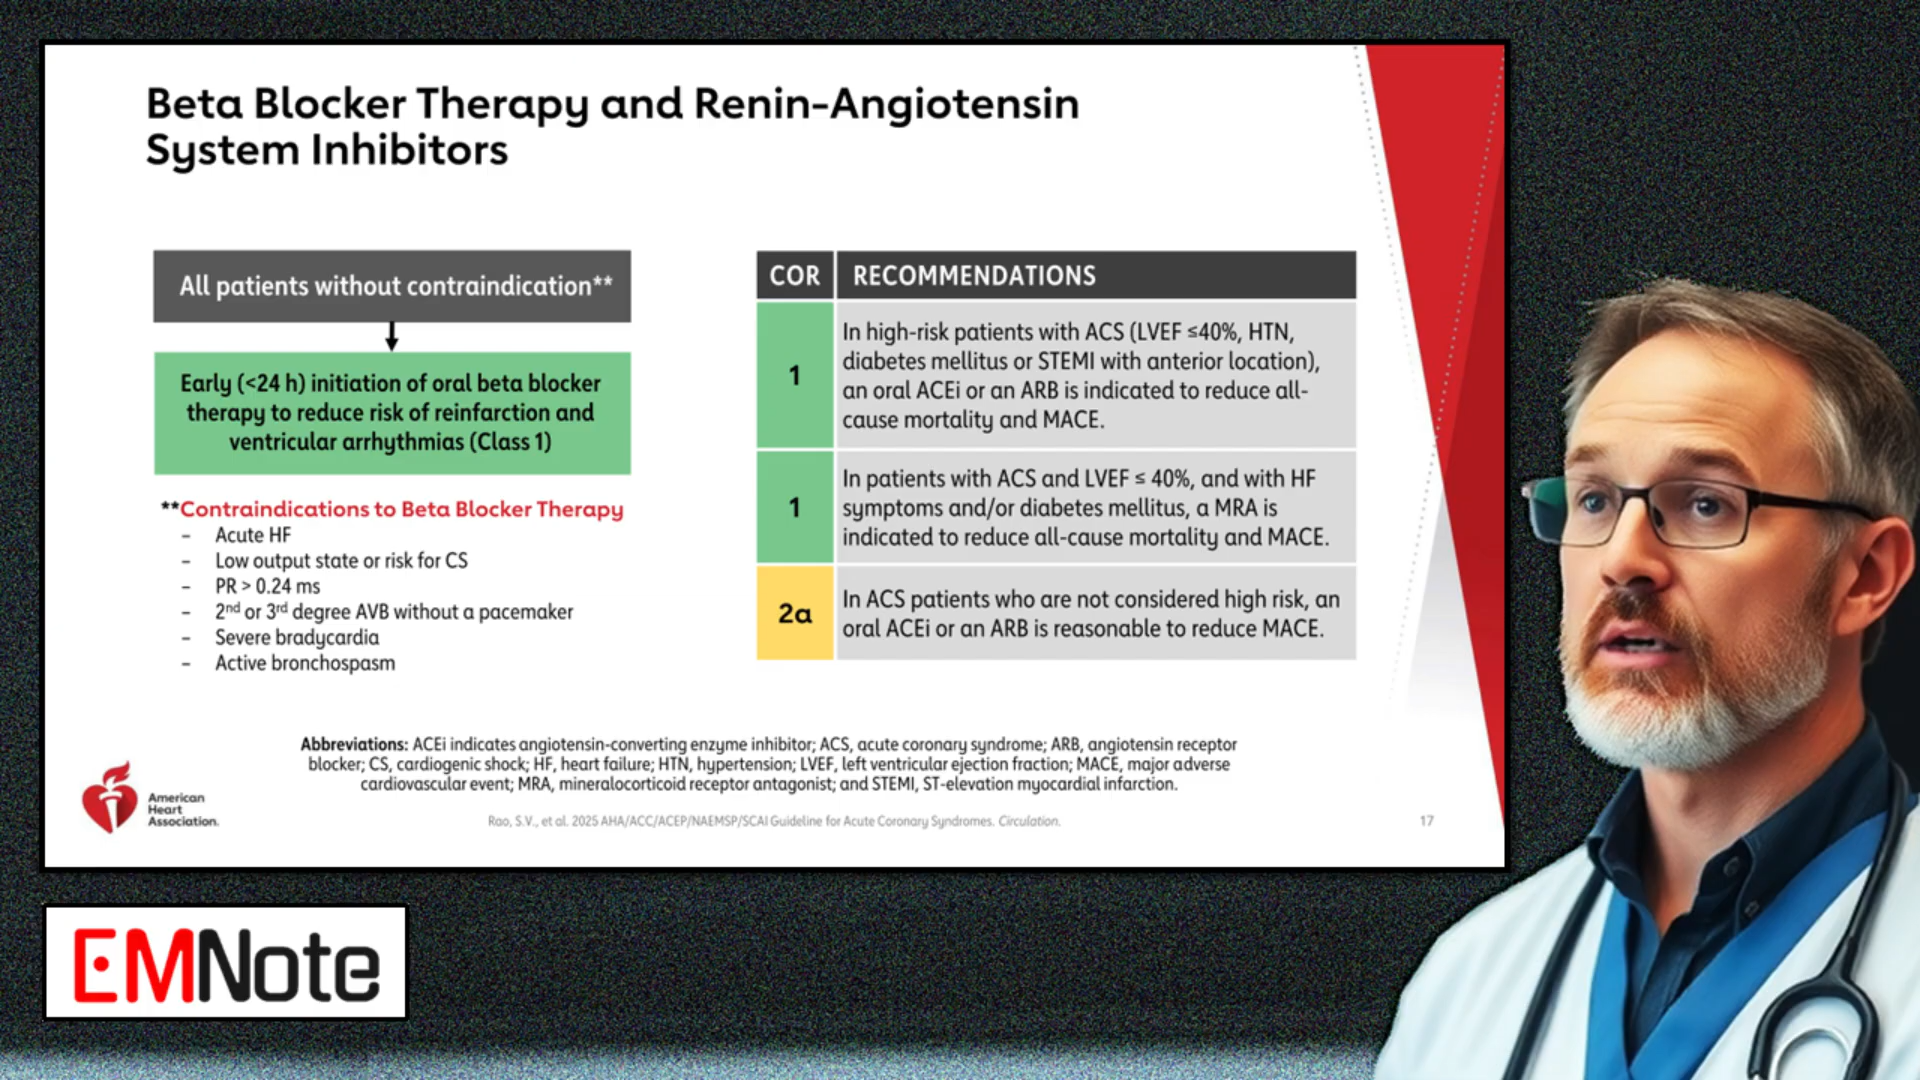 Beta Blocker Therapy and Renin-Angiotensin
System Inhibitors
All patients without contraindication**
Early (<24 h) initiation of oral beta blocker
therapy to reduce risk of reinfarction and
ventricular arrhythmias (Class 1)
**Contraindications to Beta Blocker Therapy
- Acute HF
- Low output state or risk for CS
- PR > 0.24 ms
- 2nd or 3rd degree AVB without a pacemaker
- Severe bradycardia
- Active bronchospasm
COR RECOMMENDATIONS
1
In high-risk patients with ACS (LVEF ≤40%, HTN,
diabetes mellitus or STEMI with anterior location),
an oral ACEi or an ARB is indicated to reduce all-
cause mortality and MACE.
1
In patients with ACS and LVEF ≤ 40%, and with HF
symptoms and/or diabetes mellitus, a MRA is
indicated to reduce all-cause mortality and MACE.
2a
In ACS patients who are not considered high risk, an
oral ACEi or an ARB is reasonable to reduce MACE.
Abbreviations: ACEi indicates angiotensin-converting enzyme inhibitor; ACS, acute coronary syndrome; ARB, angiotensin receptor
blocker; CS, cardiogenic shock; HF, heart failure; HTN, hypertension; LVEF, left ventricular ejection fraction; MACE, major adverse
cardiovascular event; MRA, mineralocorticoid receptor antagonist; and STEMI, ST-elevation myocardial infarction.
American
Heart
Association.
Rao, S.V., et al. 2025 AHA/ACC/ACEP/NAEMSP/SCAI Guideline for Acute Coronary Syndromes. Circulation.
17
EMNote